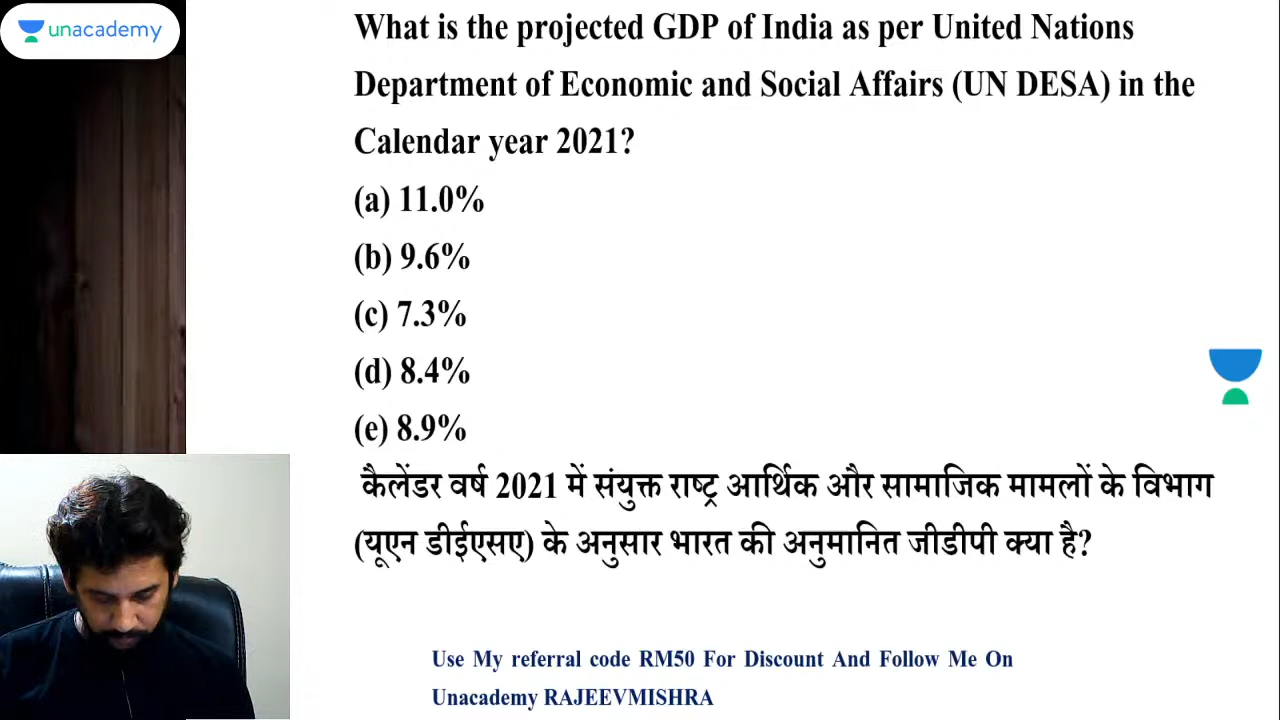 unacademy
What is the projected GDP of India as per United Nations
Department of Economic and Social Affairs (UN DESA) in the
Calendar year 2021?
(a) 11.0%
(b) 9.6%
(c) 7.3%
(d) 8.4%
(e) 8.9%
कैलेंडर वर्ष 2021 में संयुक्त राष्ट्र आर्थिक और सामाजिक मामलों के विभाग
(यूएन डीईएसए) के अनुसार भारत की अनुमानित जीडीपी क्या है?
Use My referral code RM50 For Discount And Follow Me On
Unacademy RAJEEVMISHRA